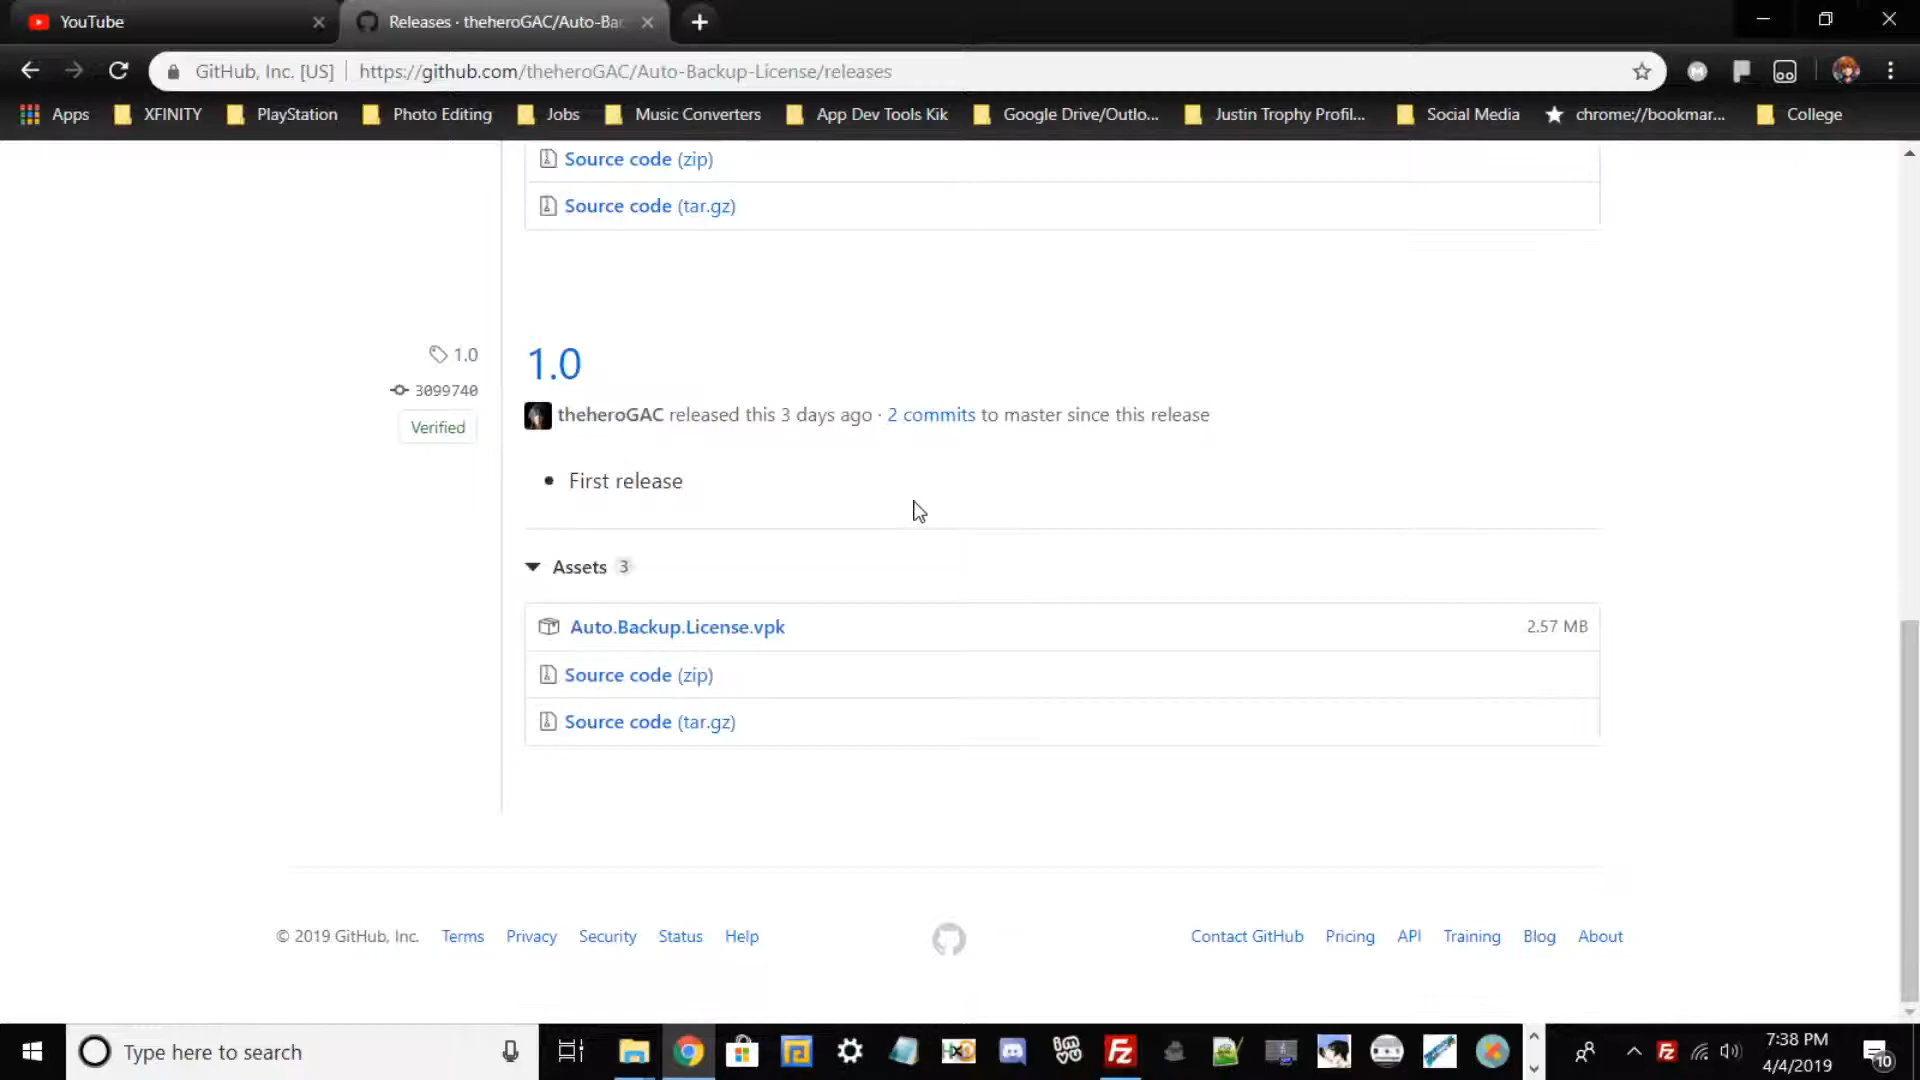 YouTube
Releases · theheroGAC/Auto-Bac
GitHub, Inc. [US] | https://github.com/theheroGAC/Auto-Backup-License/releases
Apps XFINITY PlayStation Photo Editing Jobs Music Converters App Dev Tools Kik Google Drive/Outlo... Justin Trophy Profil... Social Media chrome://bookmar... College
Source code (zip)
Source code (tar.gz)
1.0
3099740
Verified
1.0
theheroGAC released this 3 days ago · 2 commits to master since this release
First release
Assets 3
Auto.Backup.License.vpk 2.57 MB
Source code (zip)
Source code (tar.gz)
© 2019 GitHub, Inc. Terms Privacy Security Status Help Contact GitHub Pricing API Training Blog About
Type here to search
7:38 PM
4/4/2019
10